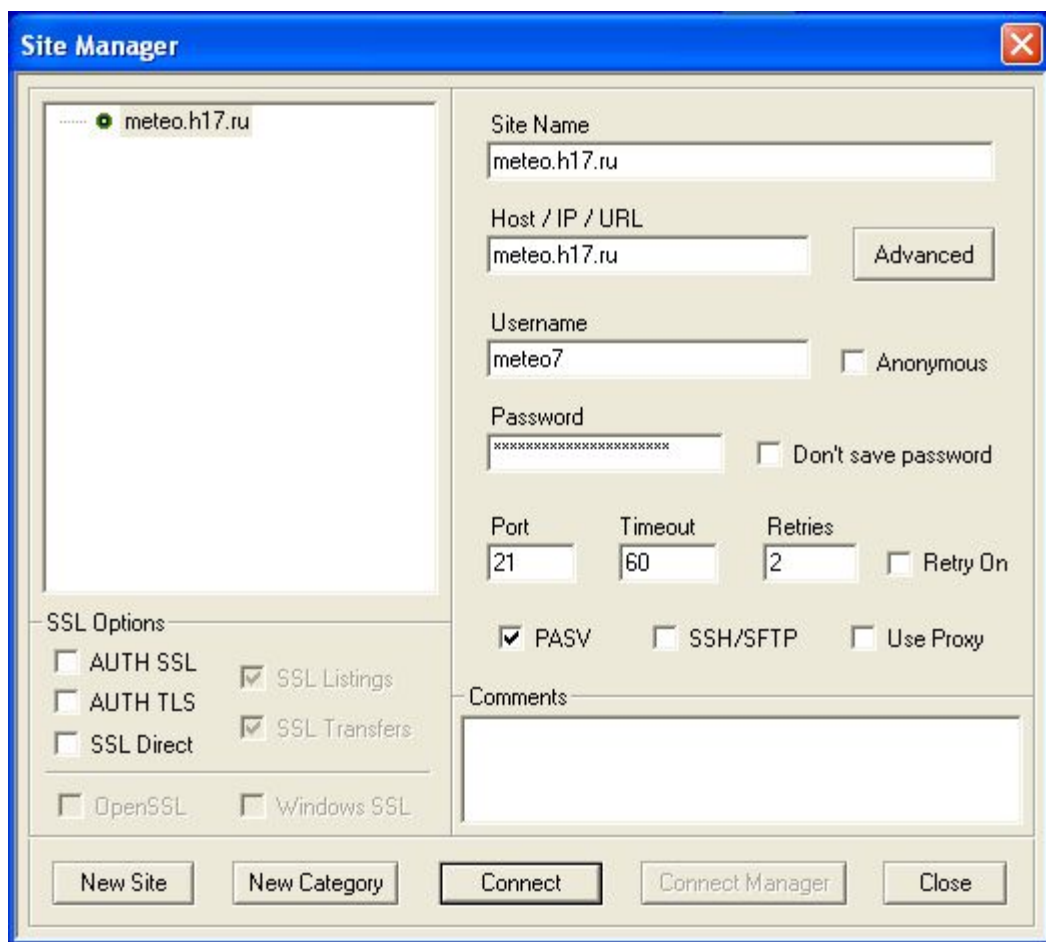 Site Manager
meteo.h17.ru
Site Name
meteo.h17.ru
Host / IP / URL
meteo.h17.ru
Advanced
Username
meteo7
Anonymous
Password
**********************
Don't save password
Port Timeout Retries
21 60 2 Retry On
PASV SSH/SFTP Use Proxy
SSL Options
AUTH SSL
SSL Listings
AUTH TLS
SSL Transfers
SSL Direct
OpenSSL Windows SSL
Comments
New Site New Category Connect Connect Manager Close